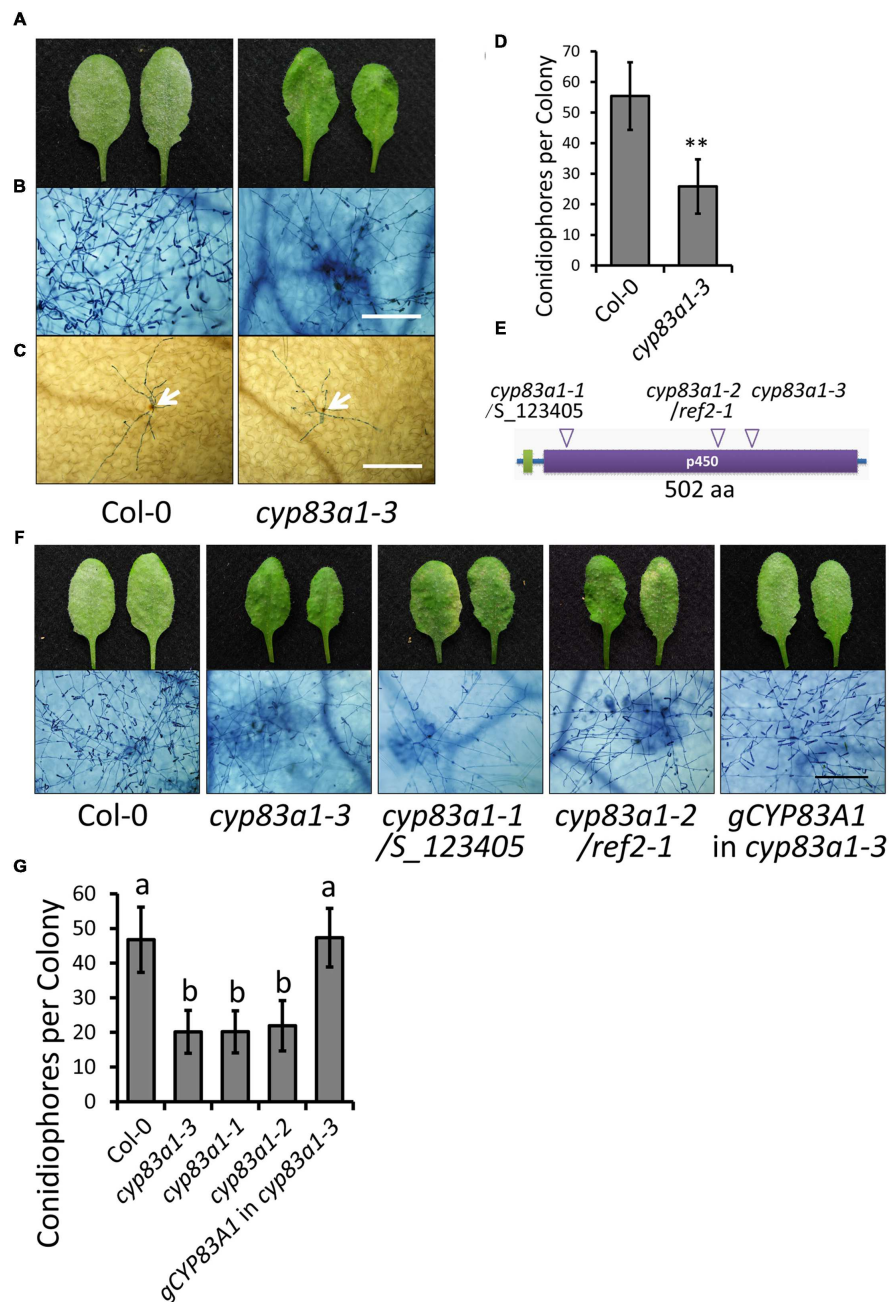 A
B
C
Col-0
cyp83a1-3
D
Conidiophores per Colony
70
60
50
40
30
20
10
0
**
Col-0
cyp83a1-3
E
cyp83a1-1
/S_123405
cyp83a1-2
/ref2-1
cyp83a1-3
p450
502 aa
F
Col-0
cyp83a1-3
cyp83a1-1
/S_123405
cyp83a1-2
/ref2-1
gCYP83A1
in cyp83a1-3
G
Conidiophores per Colony
60
50
40
30
20
10
0
a
b
b
b
a
Col-0
cyp83a1-3
cyp83a1-1
cyp83a1-2
gCYP83A1 in cyp83a1-3